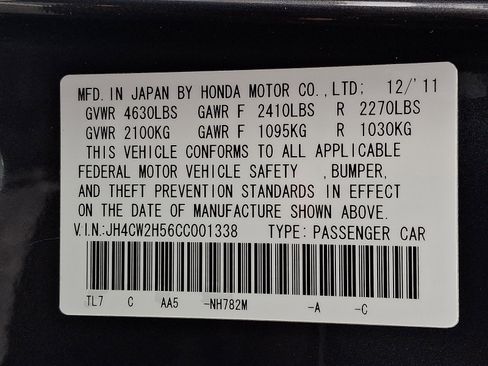 MFD. IN JAPAN BY HONDA MOTOR CO.,LTD; 12/'11
GVWR 4630LBS GAWR F 2410LBS R 2270LBS
GVWR 2100KG GAWR F 1095KG R 1030KG
THIS VEHICLE CONFORMS TO ALL APPLICABLE
FEDERAL MOTOR VEHICLE SAFETY ,BUMPER,
AND THEFT PREVENTION STANDARDS IN EFFECT
ON THE DATE OF MANUFACTURE SHOWN ABOVE.
V.I.N:JH4CW2H56CC001338 TYPE: PASSENGER CAR
TL7 C AA5 -NH782M -A -C